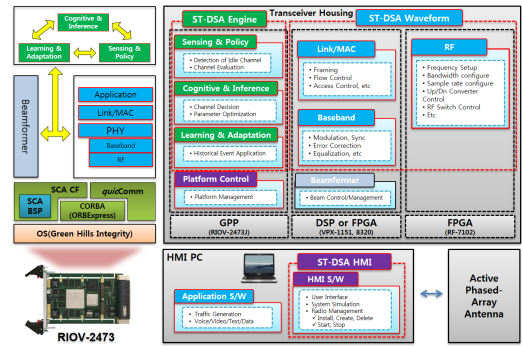 Cognitive &
Inference
Learning &
Adaptation
Sensing &
Policy
Beamformer
Application
Link/MAC
PHY
Baseband
RF
SCA CF
quicComm
SCA
BSP
CORBA
(ORBExpress)
OS(Green Hills Integrity)
RIOV-2473
Transceiver Housing
ST-DSA Engine
ST-DSA Waveform
Sensing & Policy
• Detection of Idle Channel
• Channel Evaluation
Cognitive & Inference
• Channel Decision
• Parameter Optimization
Learning & Adaptation
• Historical Event Application
Platform Control
• Platform Management
GPP
(RIOV-2473J)
Link/MAC
• Framing
• Flow Control
• Access Control, etc
Baseband
• Modulation, Sync
• Error Correction
• Equalization, etc
Beamformer
• Beam Control/Management
DSP or FPGA
(VPX-1151, 8320)
RF
• Frequency Setup
• Bandwidth configure
• Sample rate configure
• Up/Dn Converter
Control
• RF Switch Control
• Etc
FPGA
(RF-7102)
HMI PC
Application S/W
• Traffic Generation
• Voice/Video/Text/Data
ST-DSA HMI
HMI S/W
• User Interface
• System Simulation
• Radio Management
✓ Install, Create, Delete
✓ Start, Stop
Active
Phased-
Array
Antenna